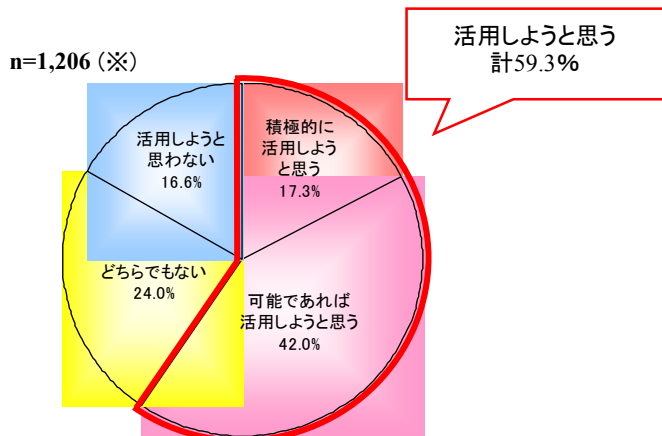 活用しようと思う
計59.3%
n=1,206（※）
活用しようと
思わない
16.6%
積極的に
活用しよう
と思う
17.3%
どちらでもない
24.0%
可能であれば
活用しようと思う
42.0%